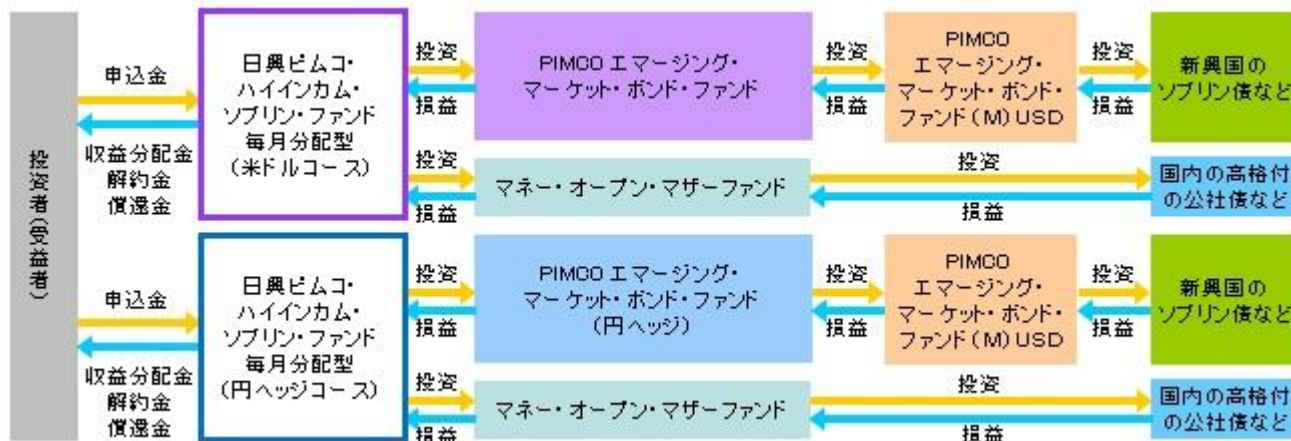 投資者(受益者)
申込金
収益分配金
解約金
償還金
日興ピムコ・
ハイインカム・
ソブリン・ファンド
毎月分配型
(米ドルコース)
投資
損益
PIMCO エマージング・
マーケット・ボンド・ファンド
投資
損益
PIMCO
エマージング・
マーケット・ボンド・
ファンド(M)USD
投資
損益
新興国の
ソブリン債など
投資
損益
マネー・オープン・マザーファンド
投資
損益
国内の高格付
の公社債など
申込金
収益分配金
解約金
償還金
日興ピムコ・
ハイインカム・
ソブリン・ファンド
毎月分配型
(円ヘッジコース)
投資
損益
PIMCO エマージング・
マーケット・ボンド・ファンド
(円ヘッジ)
投資
損益
PIMCO
エマージング・
マーケット・ボンド・
ファンド(M)USD
投資
損益
新興国の
ソブリン債など
投資
損益
マネー・オープン・マザーファンド
投資
損益
国内の高格付
の公社債など